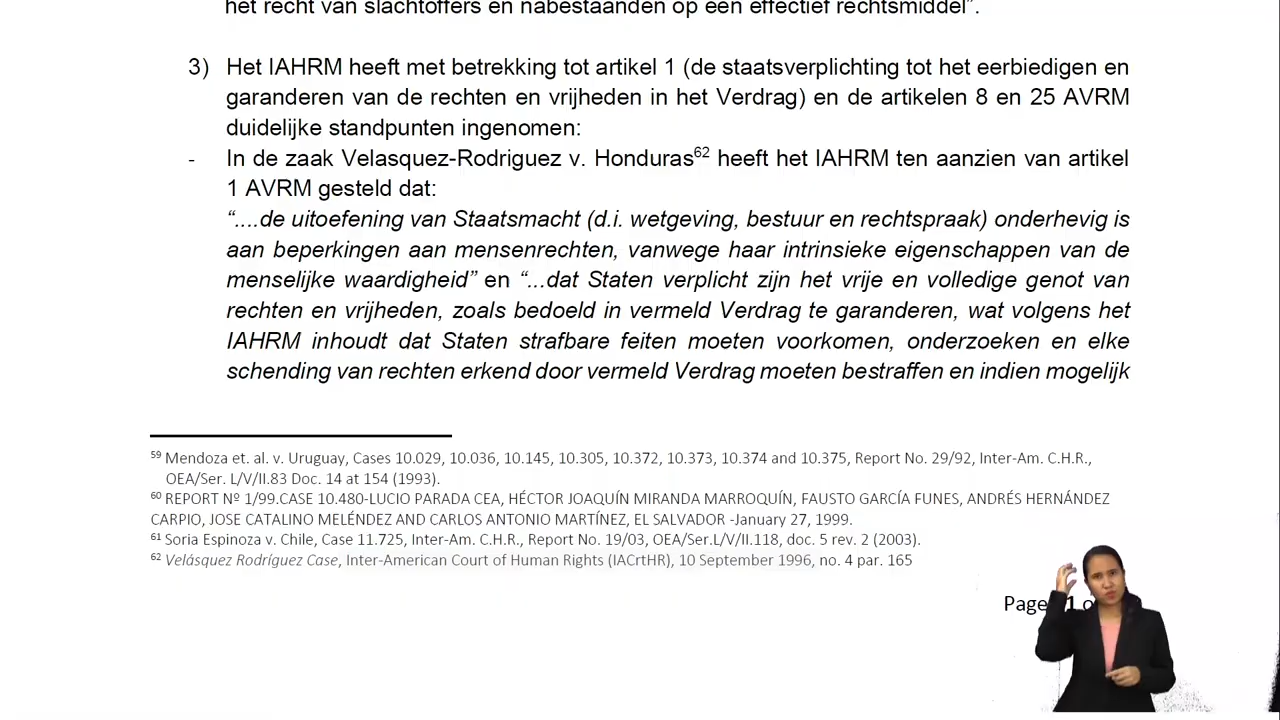 het recht van slachtoffers en nabestaanden op een effectief rechtsmiddel”.
3) Het IAHRM heeft met betrekking tot artikel 1 (de staatsverplichting tot het eerbiedigen en
garanderen van de rechten en vrijheden in het Verdrag) en de artikelen 8 en 25 AVRM
duidelijke standpunten ingenomen:
- In de zaak Velasquez-Rodriguez v. Honduras62 heeft het IAHRM ten aanzien van artikel
1 AVRM gesteld dat:
“....de uitoefening van Staatsmacht (d.i. wetgeving, bestuur en rechtspraak) onderhevig is
aan beperkingen aan mensenrechten, vanwege haar intrinsieke eigenschappen van de
menselijke waardigheid” en “...dat Staten verplicht zijn het vrije en volledige genot van
rechten en vrijheden, zoals bedoeld in vermeld Verdrag te garanderen, wat volgens het
IAHRM inhoudt dat Staten strafbare feiten moeten voorkomen, onderzoeken en elke
schending van rechten erkend door vermeld Verdrag moeten bestraffen en indien mogelijk
59 Mendoza et. al. v. Uruguay, Cases 10.029, 10.036, 10.145, 10.305, 10.372, 10.373, 10.374 and 10.375, Report No. 29/92, Inter-Am. C.H.R.,
OEA/Ser. L/V/II.83 Doc. 14 at 154 (1993).
60 REPORT Nº 1/99.CASE 10.480-LUCIO PARADA CEA, HÉCTOR JOAQUÍN MIRANDA MARROQUÍN, FAUSTO GARCÍA FUNES, ANDRÉS HERNÁNDEZ
CARPIO, JOSE CATALINO MELÉNDEZ AND CARLOS ANTONIO MARTÍNEZ, EL SALVADOR -January 27, 1999.
61 Soria Espinoza v. Chile, Case 11.725, Inter-Am. C.H.R., Report No. 19/03, OEA/Ser.L/V/II.118, doc. 5 rev. 2 (2003).
62 Velásquez Rodríguez Case, Inter-American Court of Human Rights (IACrtHR), 10 September 1996, no. 4 par. 165
Page